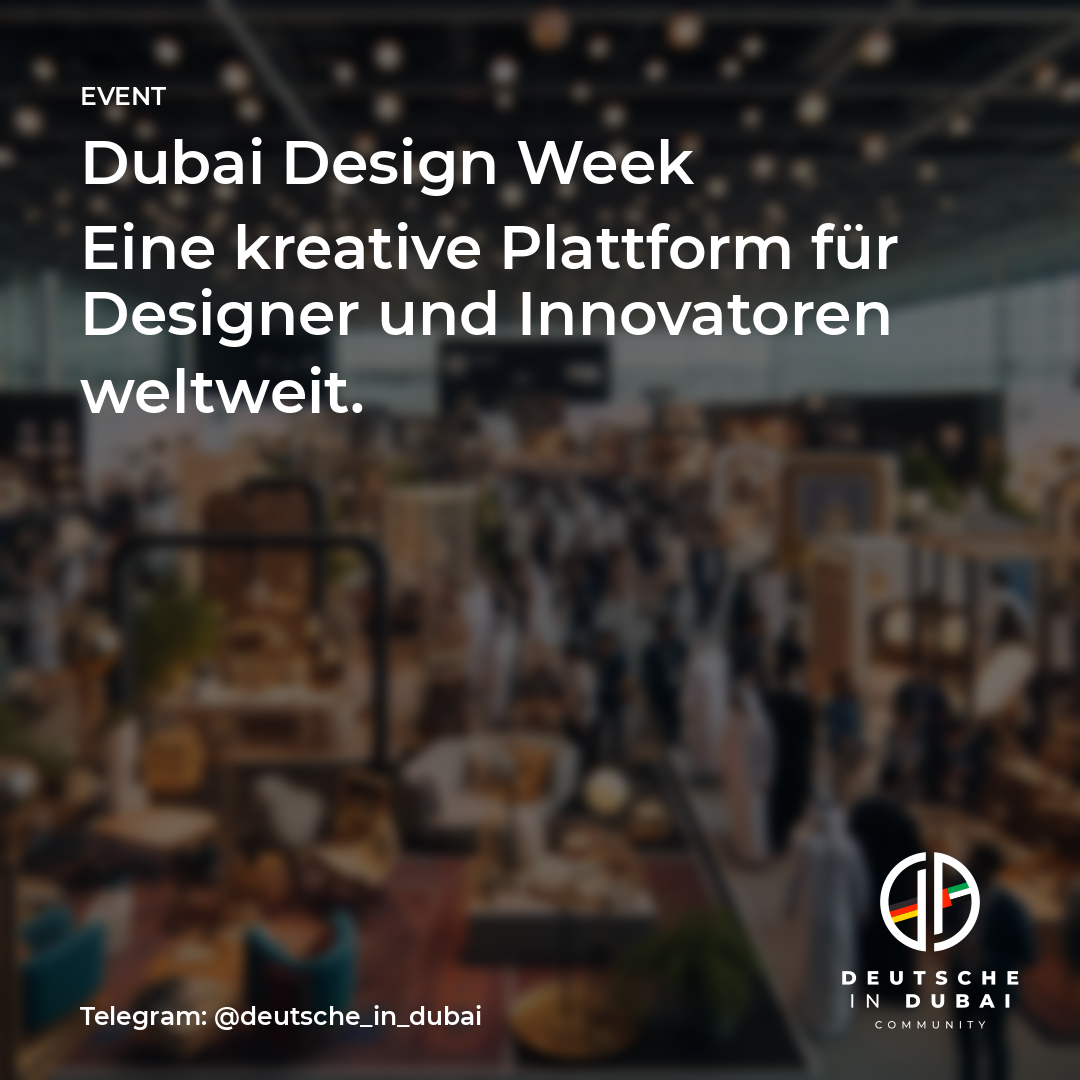 EVENT
Dubai Design Week
Eine kreative Plattform für
Designer und Innovatoren
weltweit.
Telegram: @deutsche_in_dubai
DEUTSCHE
IN DUBAI
COMMUNITY